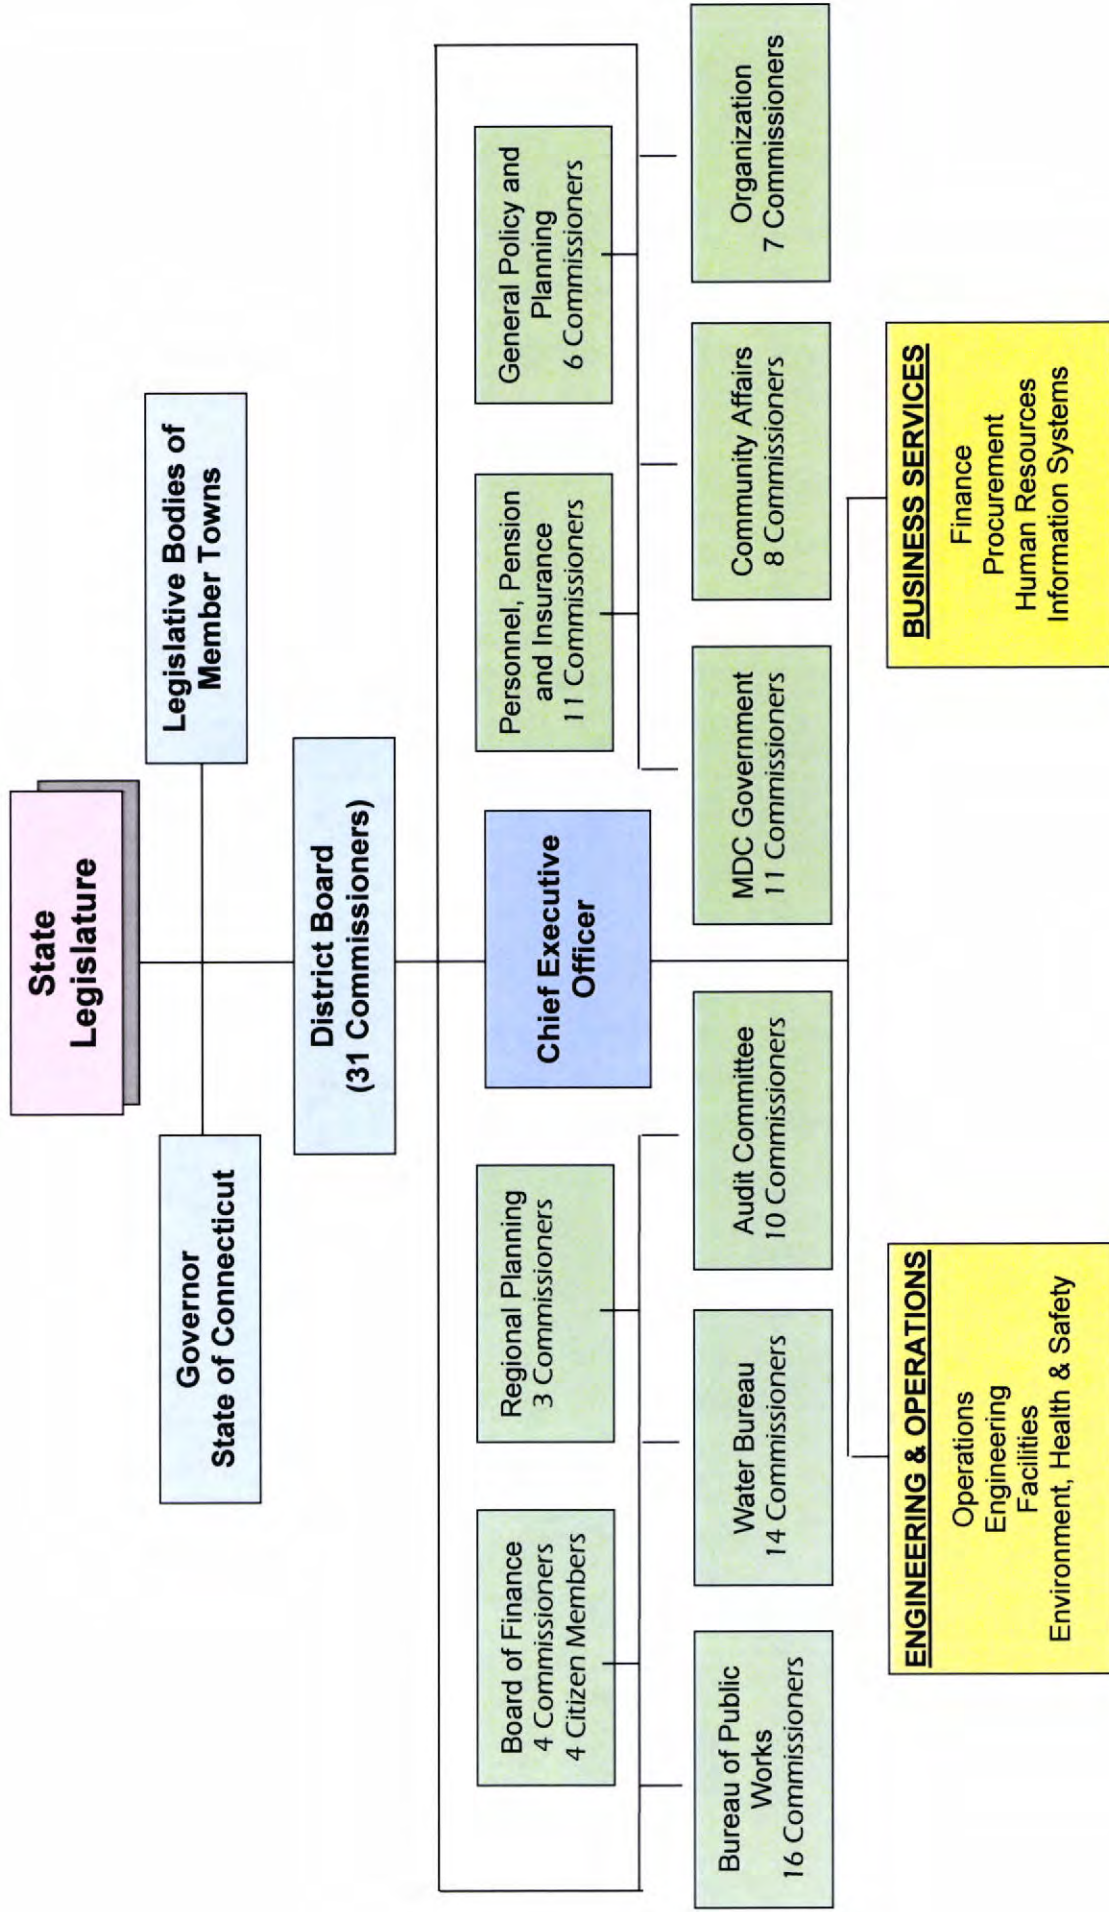 State
Legislature
Governor
State of Connecticut
Legislative Bodies of
Member Towns
District Board
(31 Commissioners)
Board of Finance
4 Commissioners
4 Citizen Members
Regional Planning
3 Commissioners
Chief Executive
Officer
Personnel, Pension
and Insurance
11 Commissioners
General Policy and
Planning
6 Commissioners
Bureau of Public
Works
16 Commissioners
Water Bureau
14 Commissioners
Audit Committee
10 Commissioners
MDC Government
11 Commissioners
Community Affairs
8 Commissioners
Organization
7 Commissioners
ENGINEERING & OPERATIONS
Operations
Engineering
Facilities
Environment, Health & Safety
BUSINESS SERVICES
Finance
Procurement
Human Resources
Information Systems